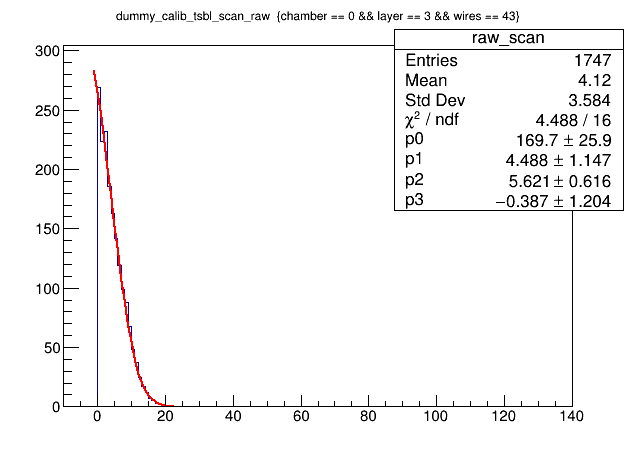 dummy_calib_tsbl_scan_raw {chamber == 0 && layer == 3 && wires == 43}
raw_scan
Entries 1747
Mean 4.12
Std Dev 3.584
χ² / ndf 4.488 / 16
p0 169.7 ± 25.9
p1 4.488 ± 1.147
p2 5.621 ± 0.616
p3 −0.387 ± 1.204
300
250
200
150
100
50
0
0 20 40 60 80 100 120 140